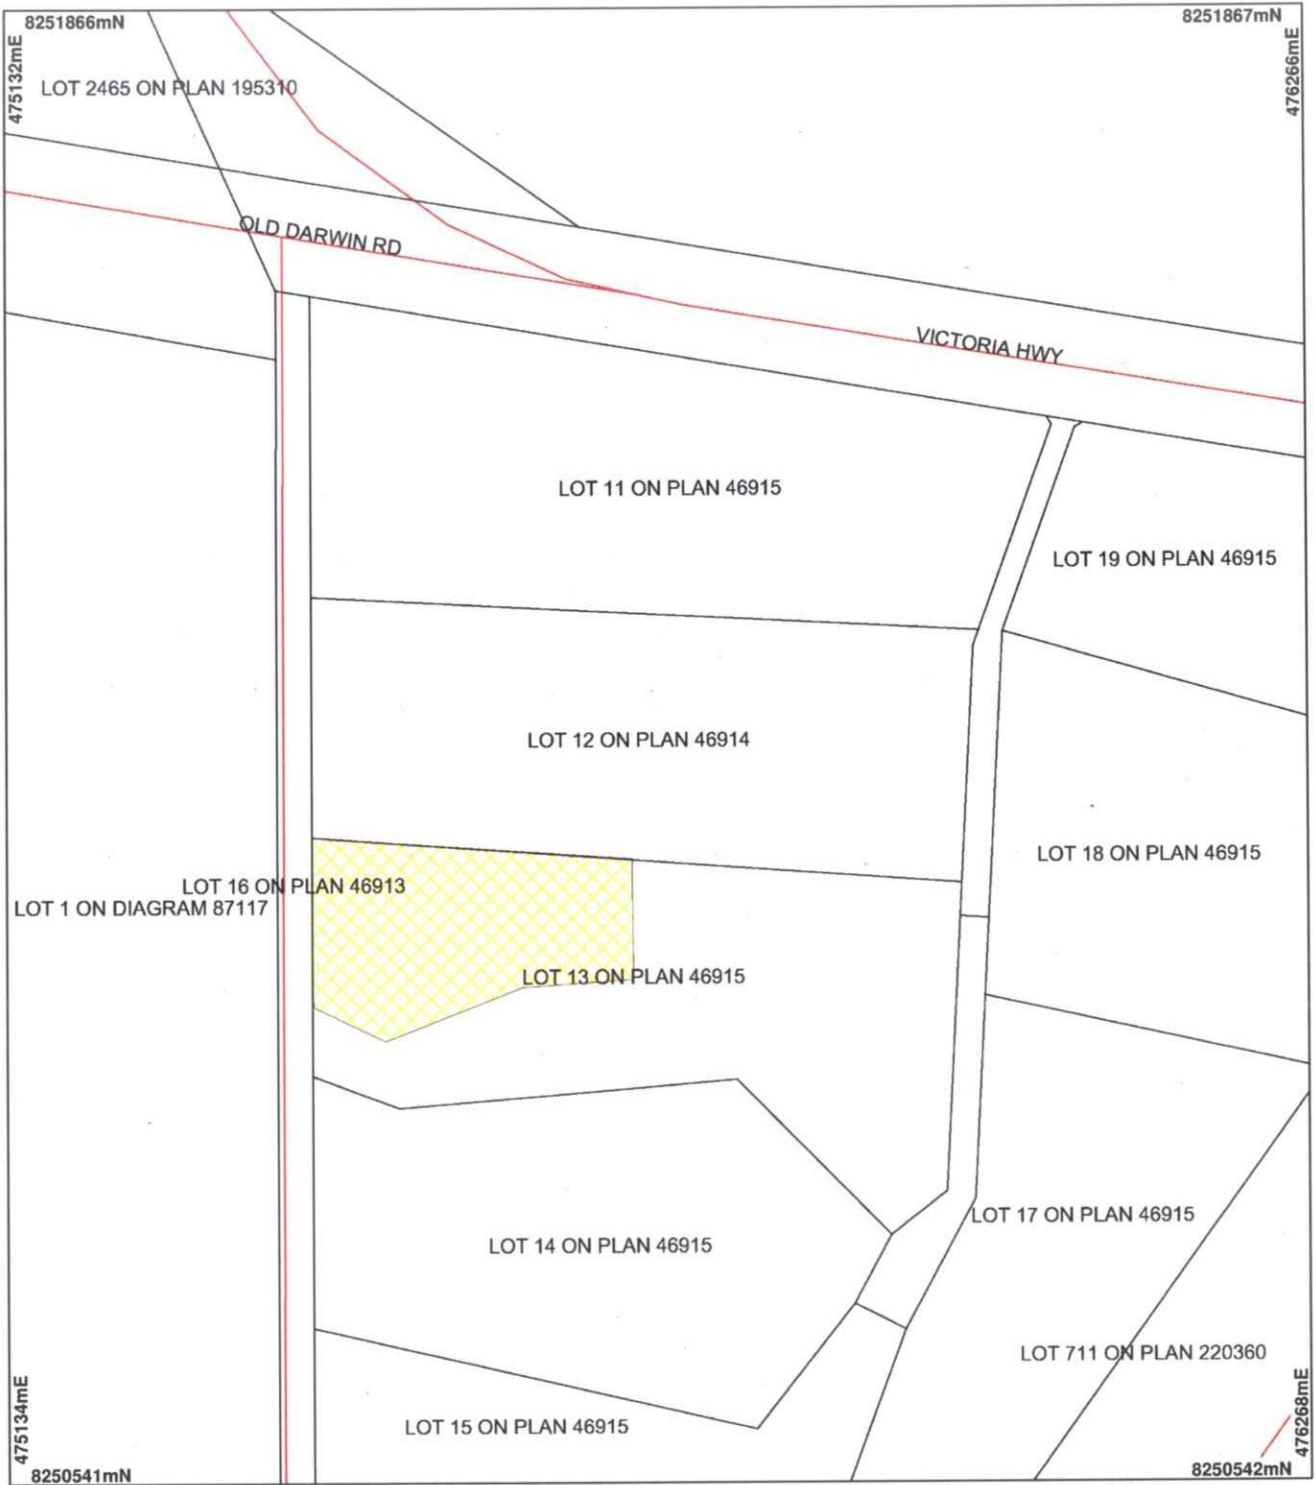 8251866mN
8251867mN
475132mE
476266mE
LOT 2465 ON PLAN 195310
OLD DARWIN RD
VICTORIA HWY
LOT 11 ON PLAN 46915
LOT 19 ON PLAN 46915
LOT 12 ON PLAN 46914
LOT 18 ON PLAN 46915
LOT 16 ON PLAN 46913
LOT 1 ON DIAGRAM 87117
LOT 13 ON PLAN 46915
LOT 17 ON PLAN 46915
LOT 14 ON PLAN 46915
LOT 711 ON PLAN 220360
LOT 15 ON PLAN 46915
475134mE
476268mE
8250541mN
8250542mN